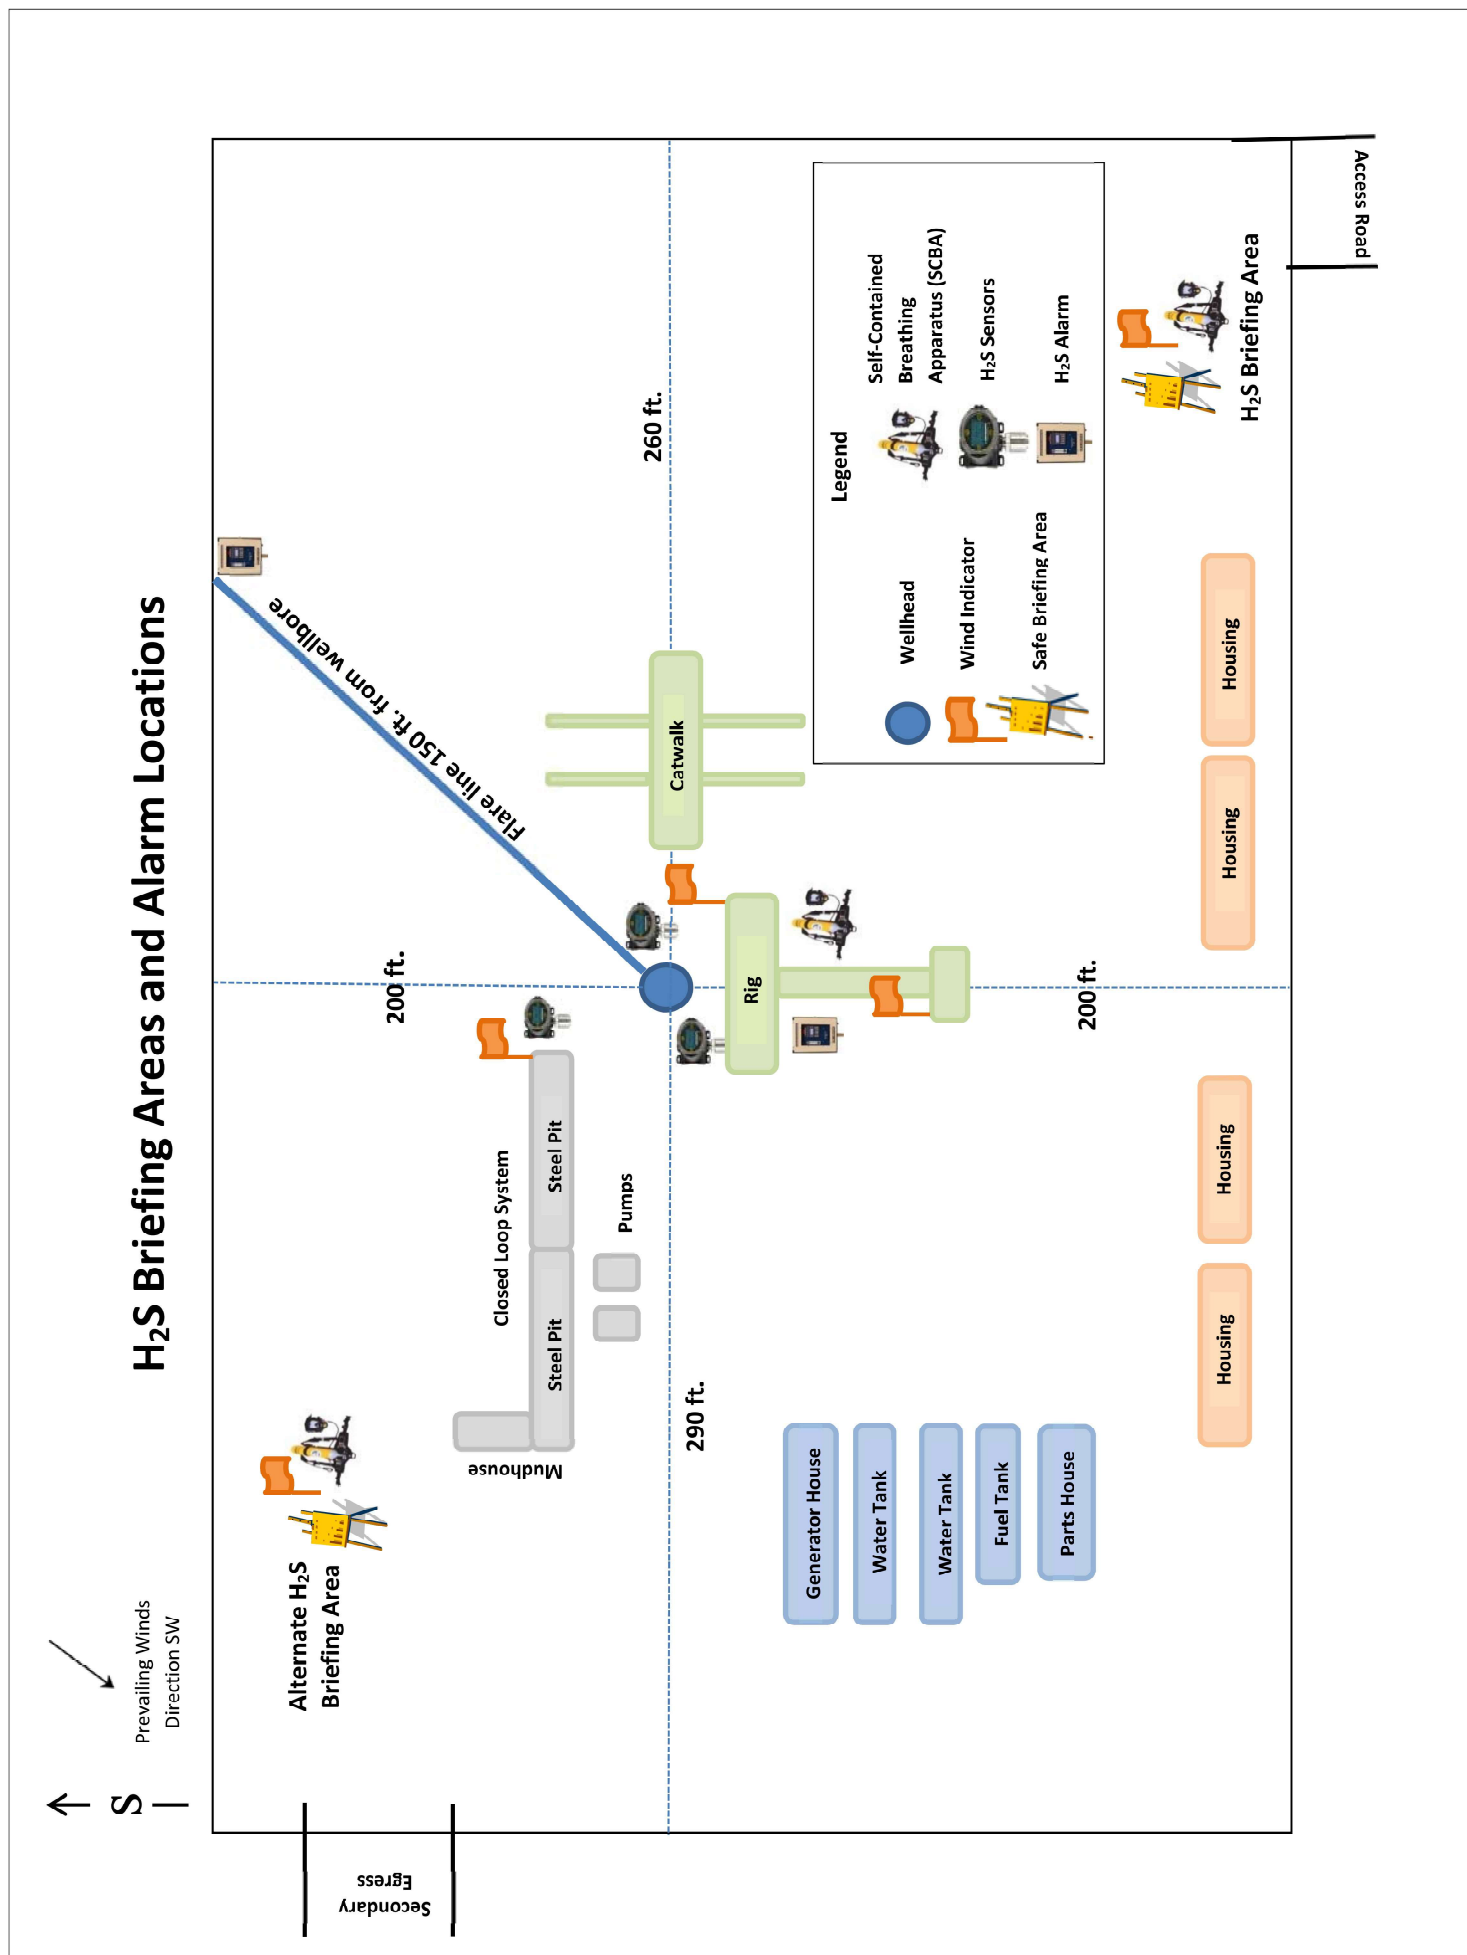 H₂S Briefing Areas and Alarm Locations
S
Prevailing Winds
Direction SW
Secondary
Egress
Alternate H₂S
Briefing Area
Mudhouse
Closed Loop System
Steel Pit
Steel Pit
Pumps
200 ft.
Flare line 150 ft. from wellbore
290 ft.
260 ft.
Catwalk
Rig
200 ft.
Generator House
Water Tank
Water Tank
Fuel Tank
Parts House
Legend
Wellhead
Wind Indicator
Safe Briefing Area
Self-Contained
Breathing
Apparatus (SCBA)
H₂S Sensors
H₂S Alarm
Housing
Housing
Housing
Housing
H₂S Briefing Area
Access Road